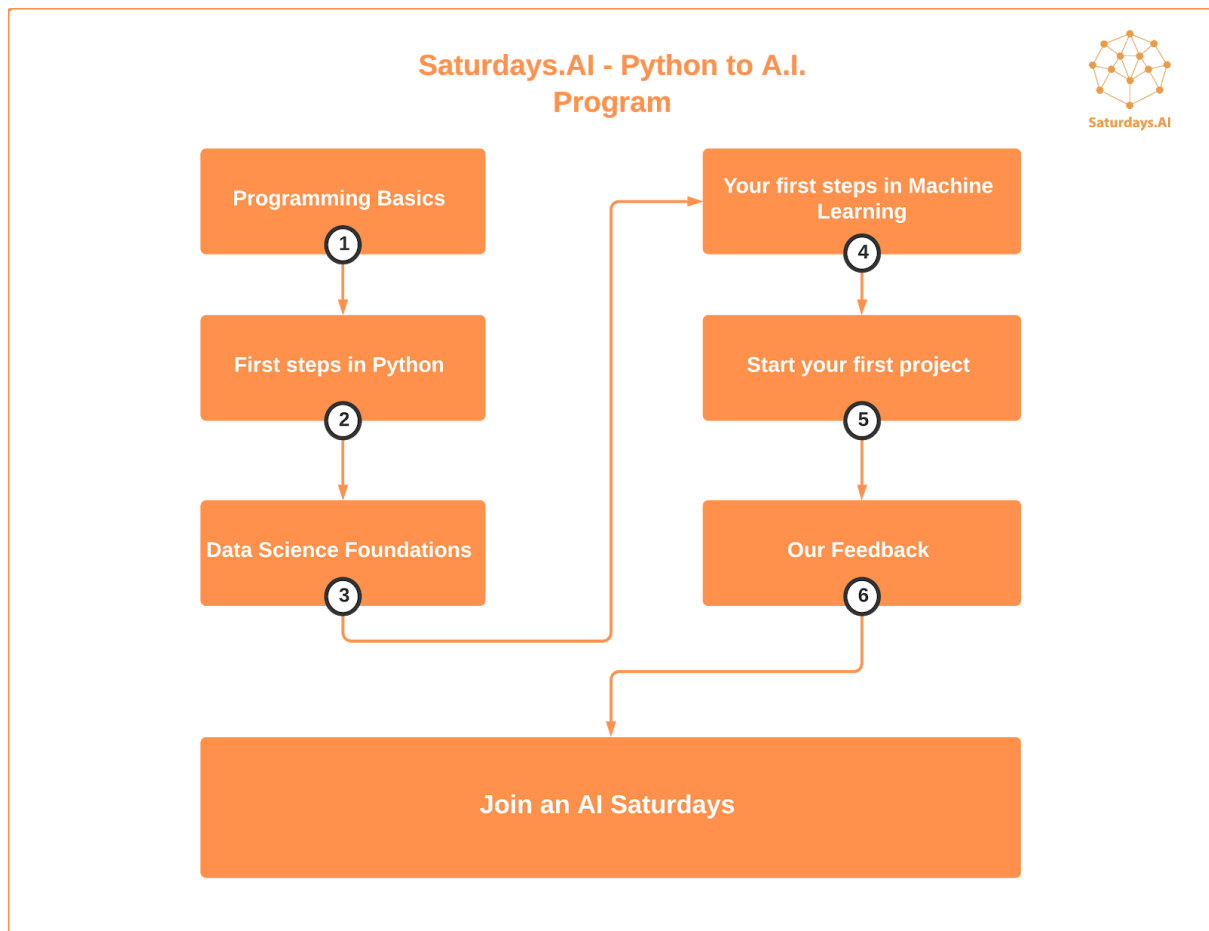 Saturdays.AI - Python to A.I.
Program
Saturdays.AI
Programming Basics
1
First steps in Python
2
Data Science Foundations
3
Your first steps in Machine
Learning
4
Start your first project
5
Our Feedback
6
Join an AI Saturdays